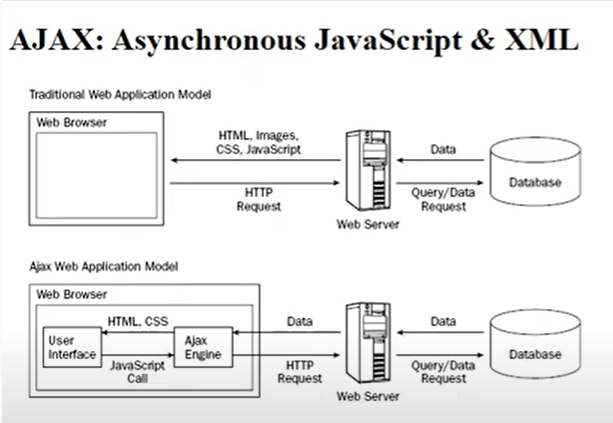 AJAX: Asynchronous JavaScript & XML
Traditional Web Application Model
Web Browser
HTML, Images,
CSS, JavaScript
HTTP
Request
Web Server
Data
Query/Data
Request
Database
Ajax Web Application Model
Web Browser
User
Interface
HTML, CSS
JavaScript
Call
Ajax
Engine
Data
HTTP
Request
Web Server
Data
Query/Data
Request
Database